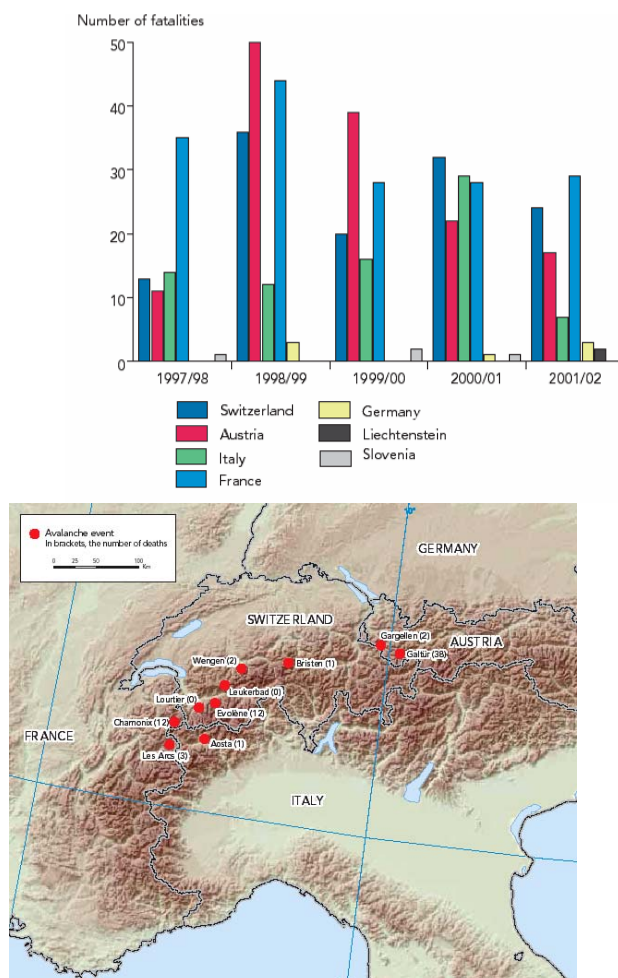 Number of fatalities
50
40
30
20
10
0
1997/98 1998/99 1999/00 2000/01 2001/02
Switzerland Germany
Austria Liechtenstein
Italy Slovenia
France
Avalanche event
In brackets, the number of deaths
0 25 50 100
Km
10°
GERMANY
SWITZERLAND
Gargellen (2)
AUSTRIA
Galtür (38)
Wengen (2)
Bristen (1)
Leukerbad (0)
Lourtier (0)
Evolène (12)
Chamonix (12)
FRANCE
Aosta (1)
Les Arcs (3)
ITALY